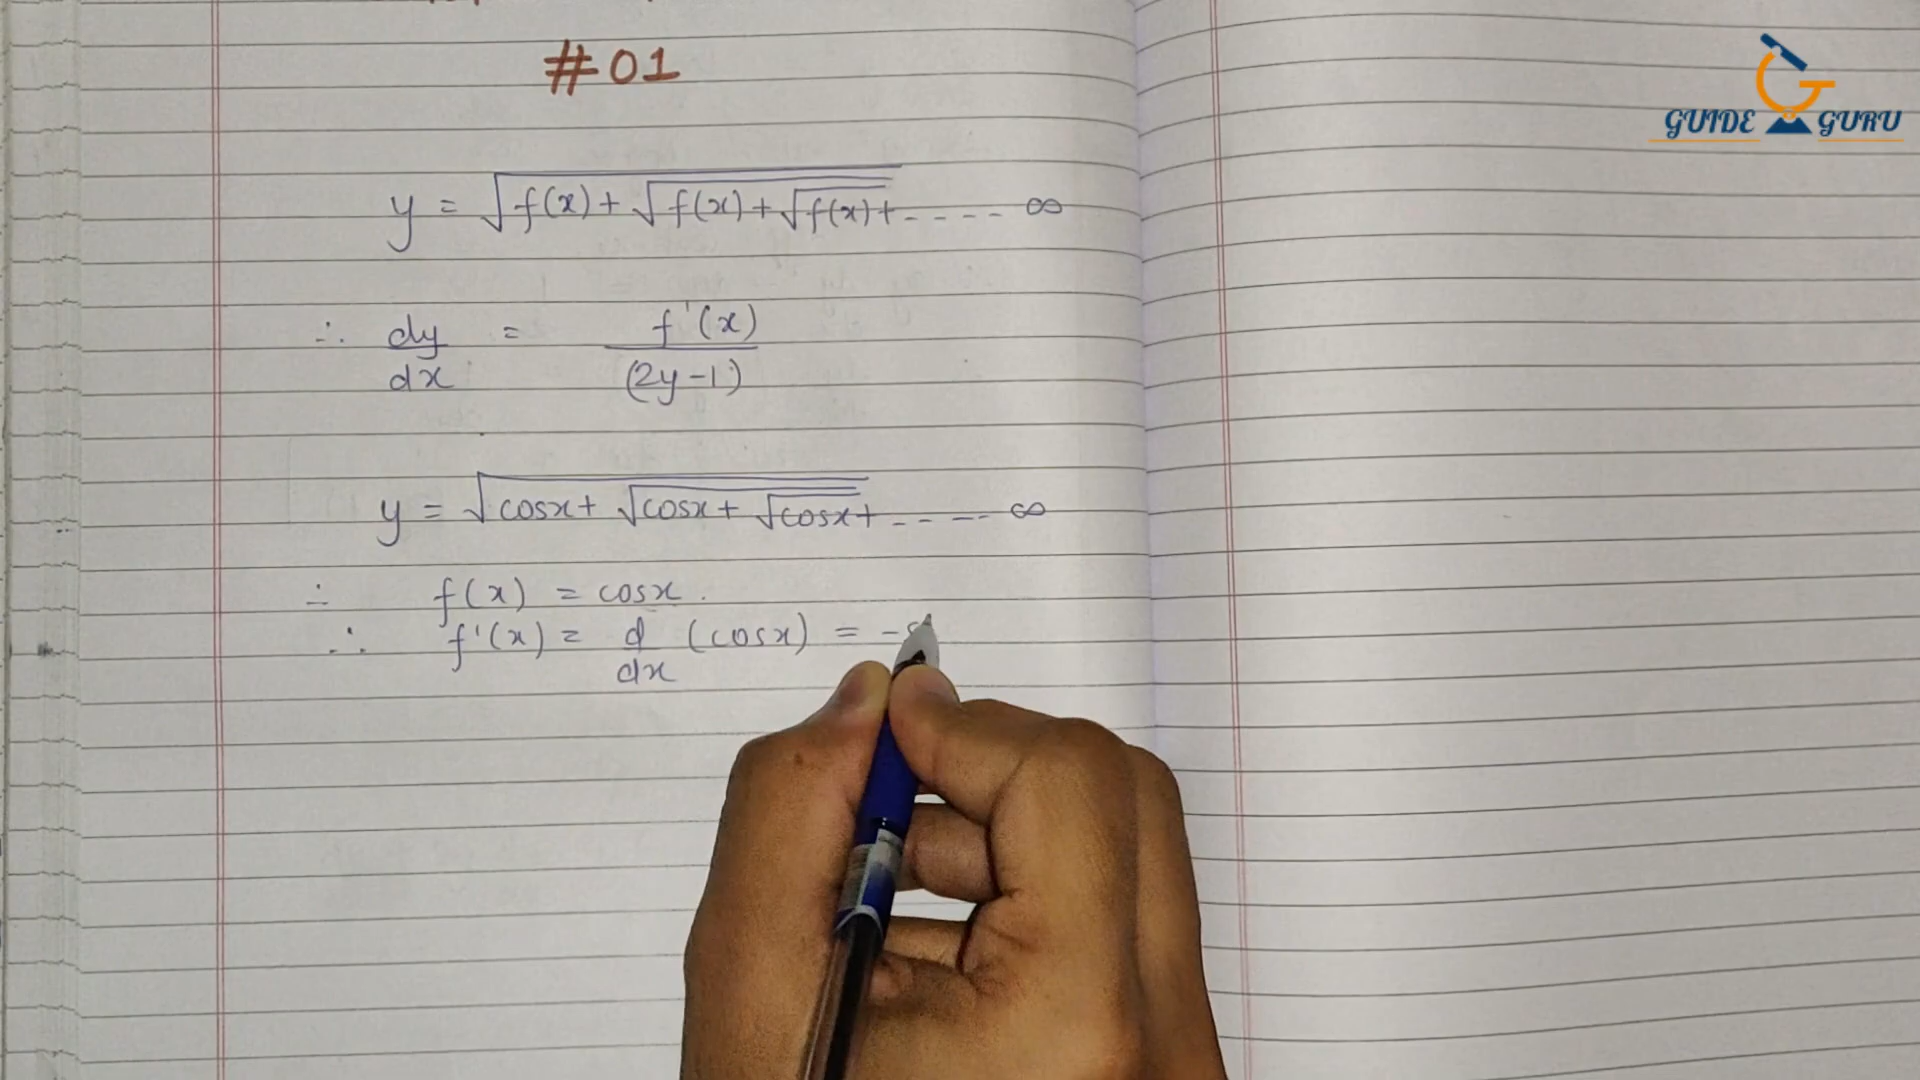 #01
GUIDE GURU
y = √f(x) + √f(x) + √f(x) + - - - - ∞
∴ dy/dx = f'(x)/(2y-1)
y = √cosx + √cosx + √cosx + - - - - ∞
∴ f(x) = cosx.
∴ f'(x) = d/dx (cosx) = -s